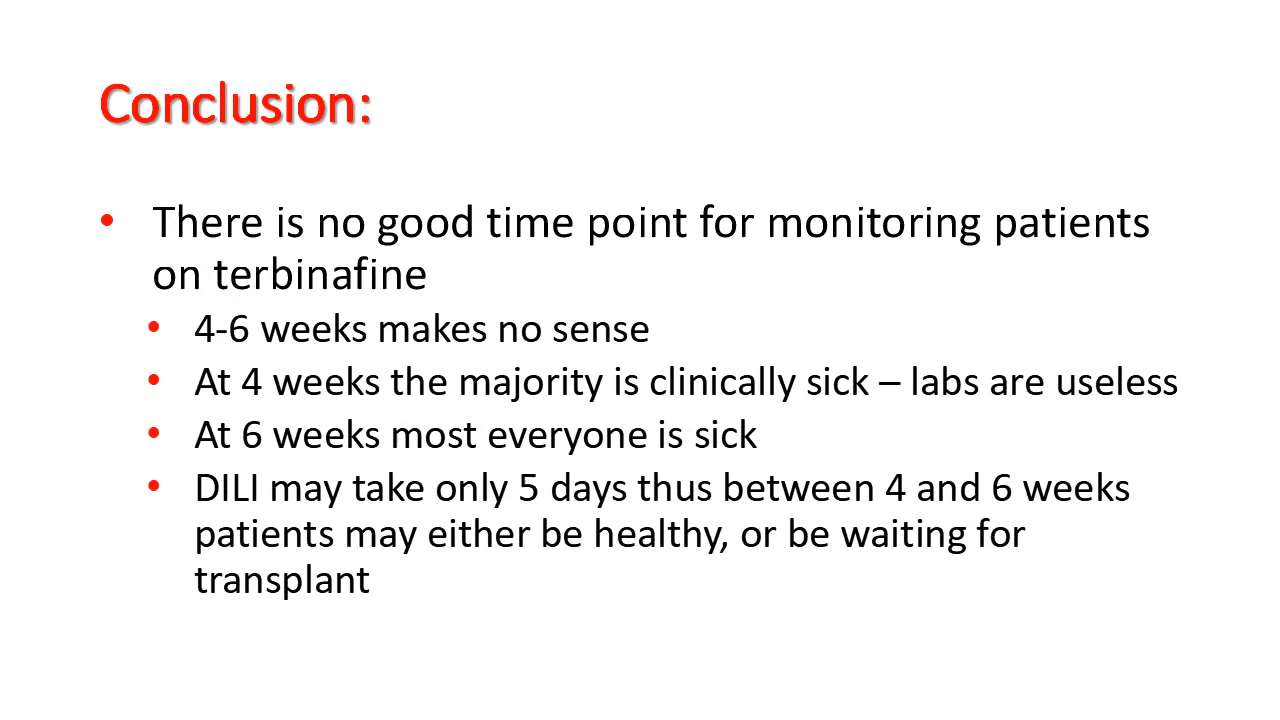 Conclusion:
• There is no good time point for monitoring patients
on terbinafine
• 4-6 weeks makes no sense
• At 4 weeks the majority is clinically sick – labs are useless
• At 6 weeks most everyone is sick
• DILI may take only 5 days thus between 4 and 6 weeks
patients may either be healthy, or be waiting for
transplant